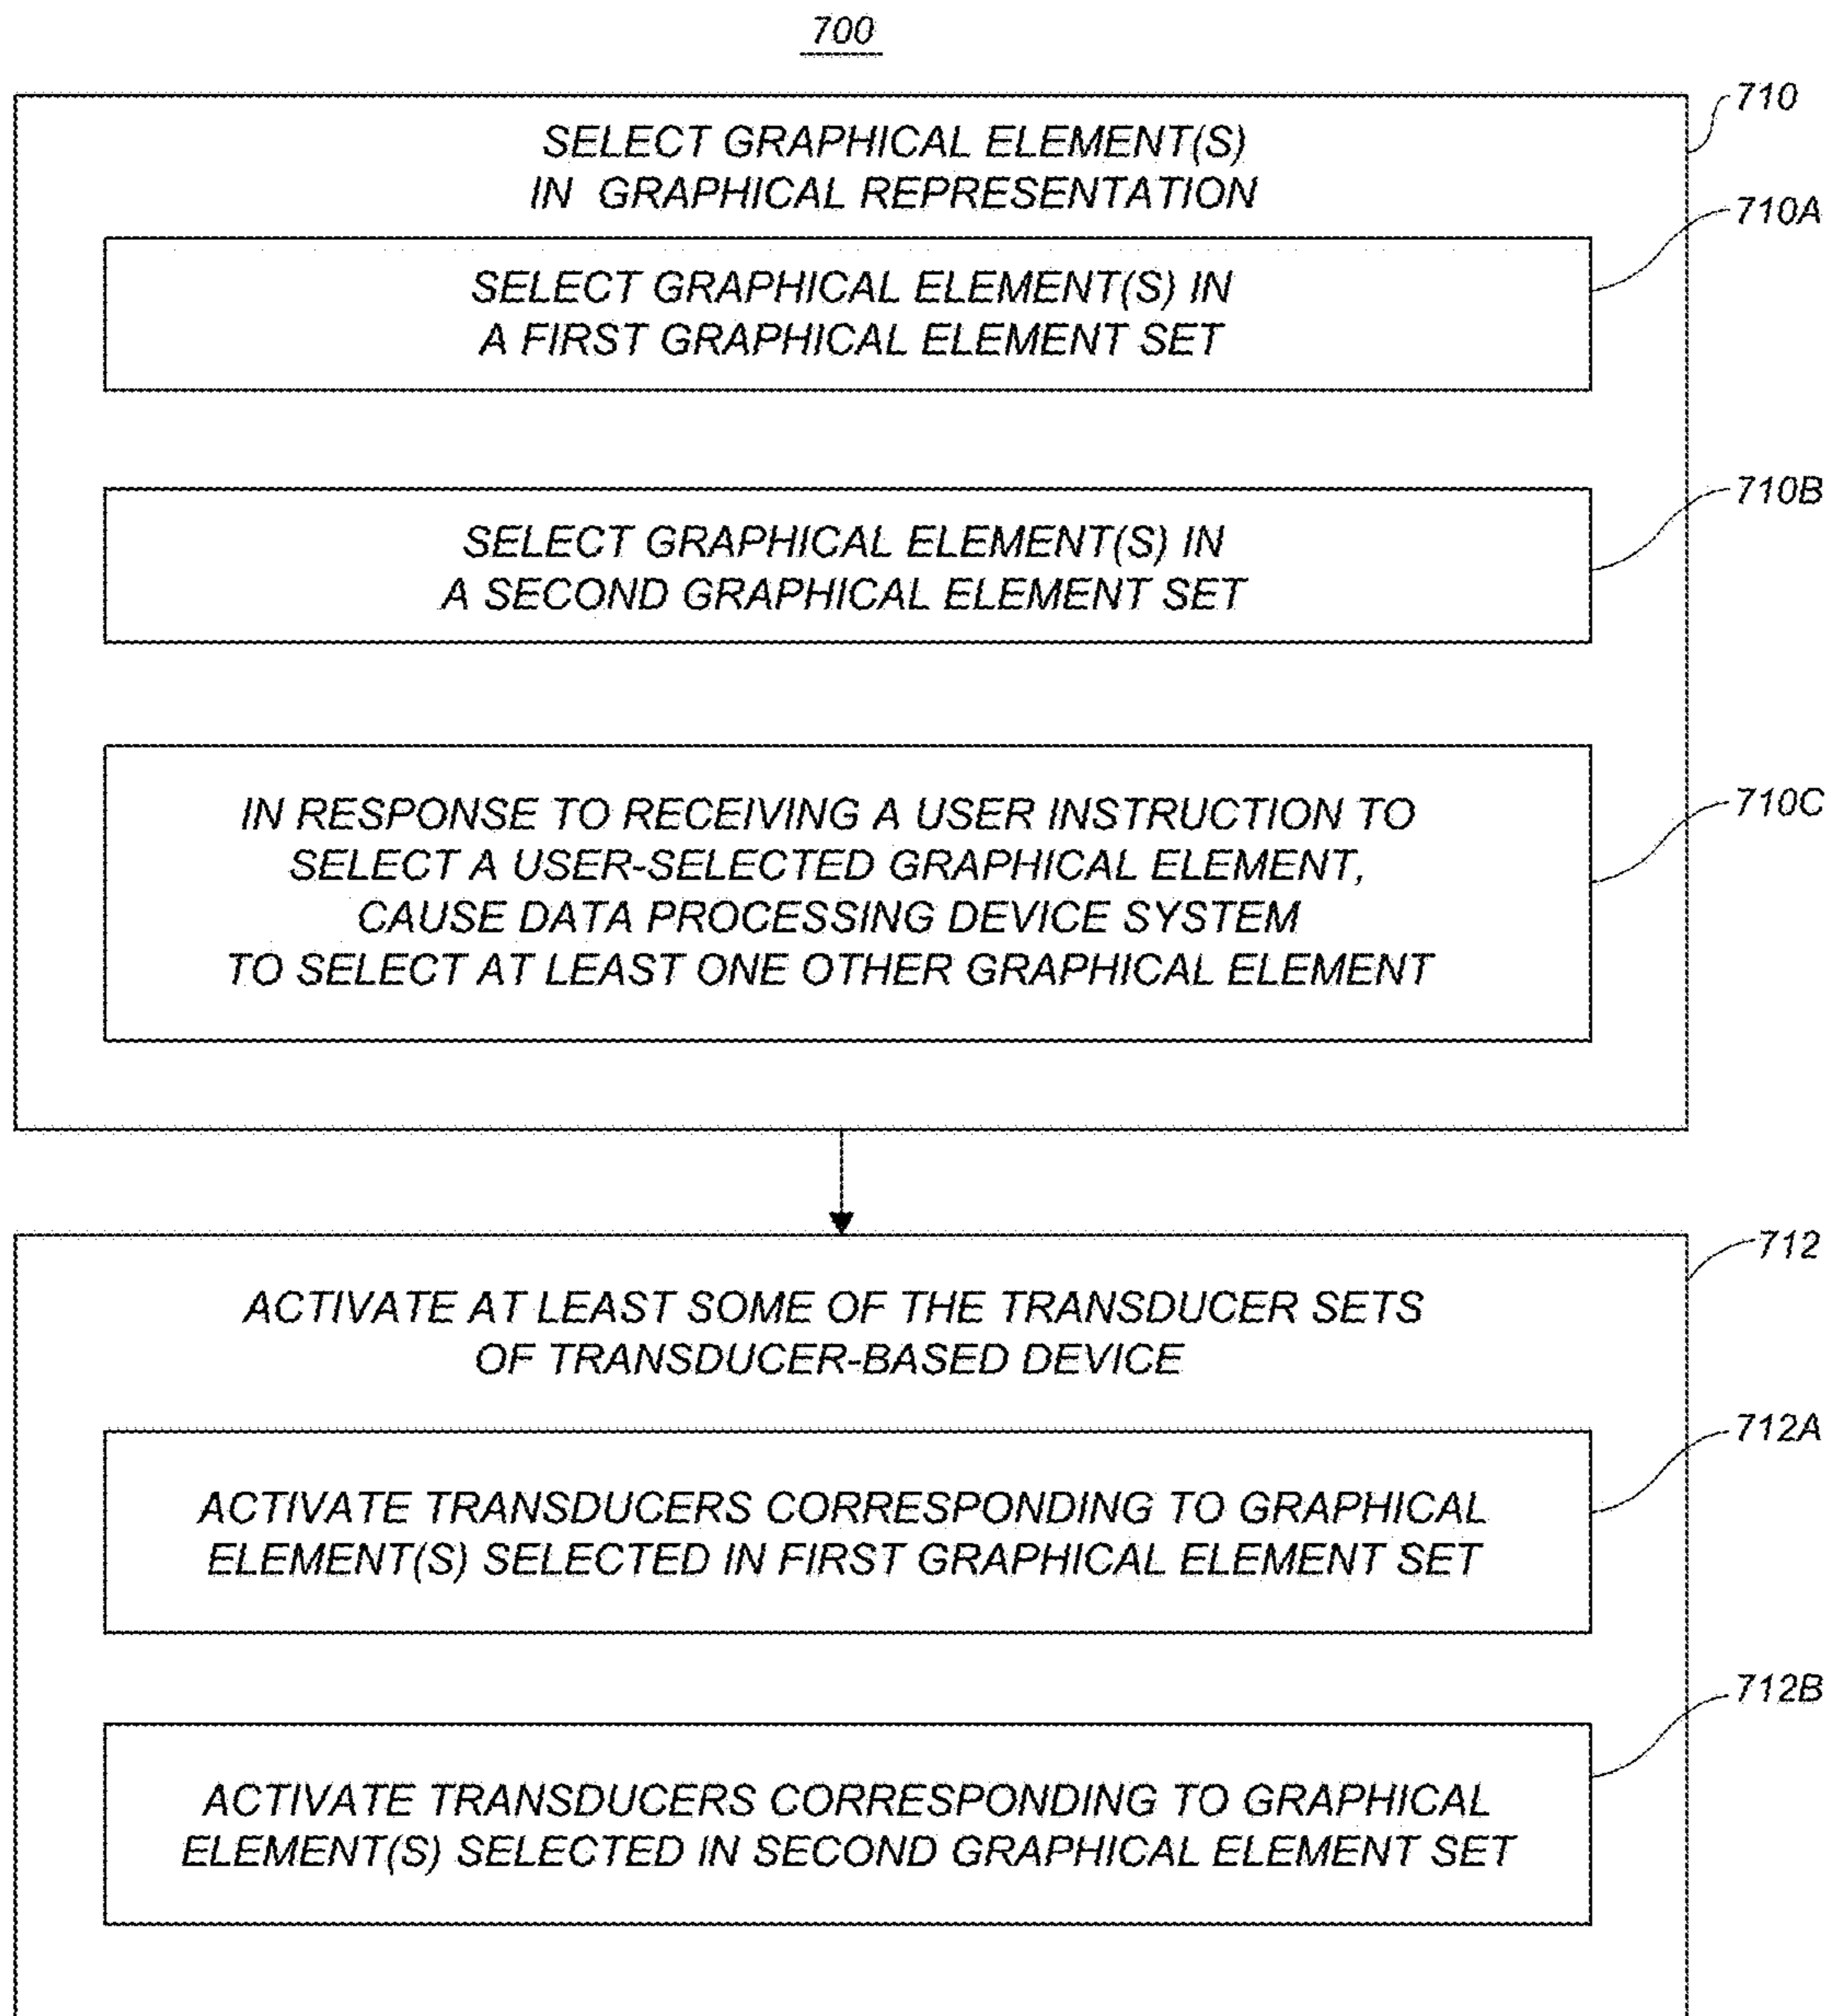 700
710
SELECT GRAPHICAL ELEMENT(S)
IN GRAPHICAL REPRESENTATION
710A
SELECT GRAPHICAL ELEMENT(S) IN
A FIRST GRAPHICAL ELEMENT SET
710B
SELECT GRAPHICAL ELEMENT(S) IN
A SECOND GRAPHICAL ELEMENT SET
710C
IN RESPONSE TO RECEIVING A USER INSTRUCTION TO
SELECT A USER-SELECTED GRAPHICAL ELEMENT,
CAUSE DATA PROCESSING DEVICE SYSTEM
TO SELECT AT LEAST ONE OTHER GRAPHICAL ELEMENT
712
ACTIVATE AT LEAST SOME OF THE TRANSDUCER SETS
OF TRANSDUCER-BASED DEVICE
712A
ACTIVATE TRANSDUCERS CORRESPONDING TO GRAPHICAL
ELEMENT(S) SELECTED IN FIRST GRAPHICAL ELEMENT SET
712B
ACTIVATE TRANSDUCERS CORRESPONDING TO GRAPHICAL
ELEMENT(S) SELECTED IN SECOND GRAPHICAL ELEMENT SET